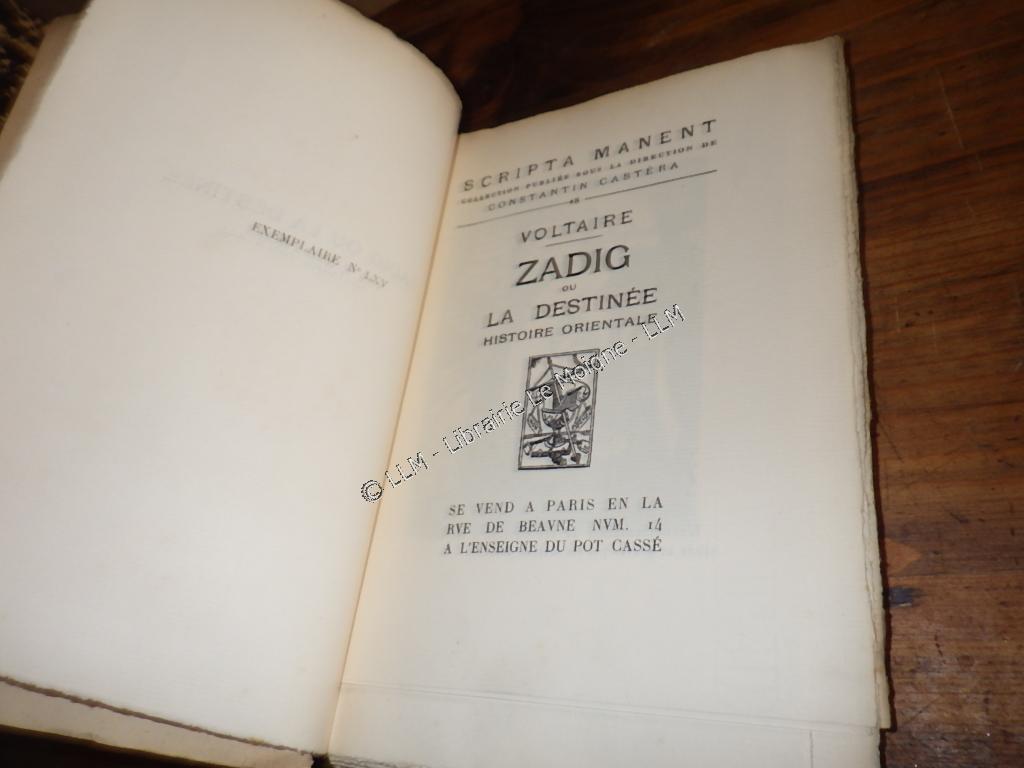 EXEMPLAIRE N° LXV
SCRIPTA MANENT
COLLECTION PUBLIÉE SOUS LA DIRECTION DE
CONSTANTIN CASTÉRA
VOLTAIRE
ZADIG
OU
LA DESTINÉE
HISTOIRE ORIENTALE
© LLM - Librairie Le Moigne - LLM
SE VEND A PARIS EN LA
RVE DE BEAVNE NVM. 14
A L'ENSEIGNE DU POT CASSÉ